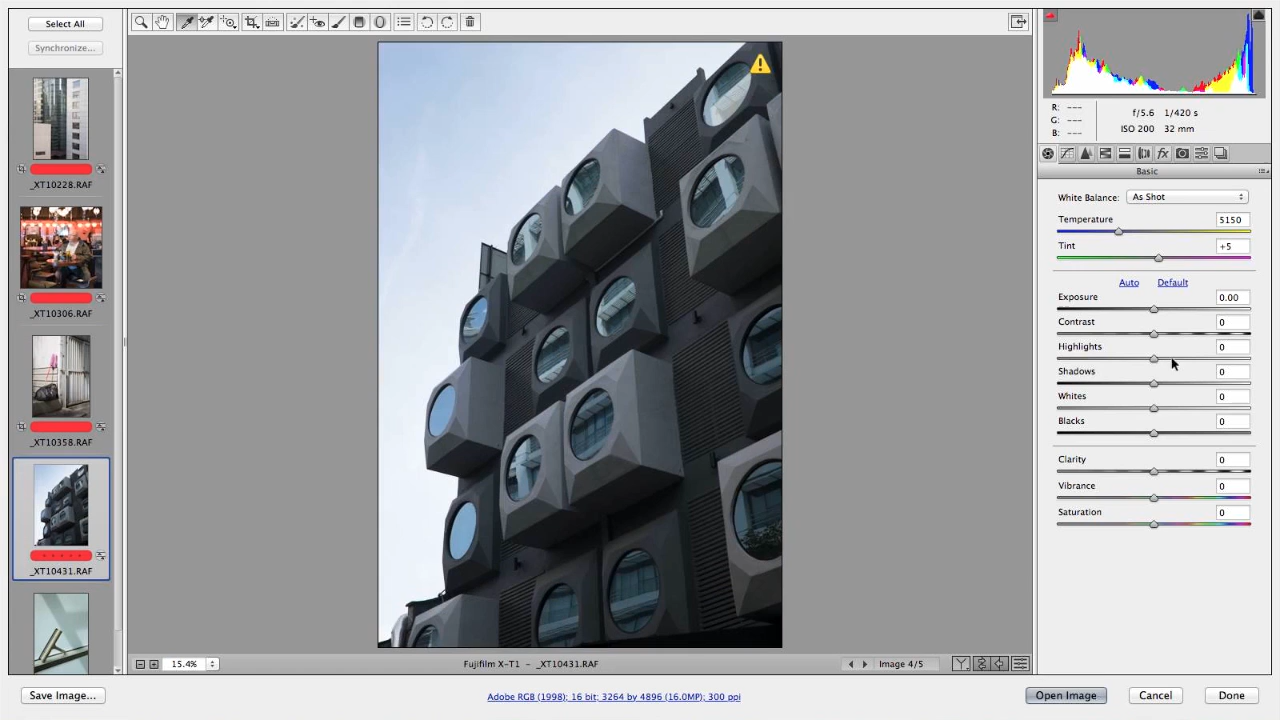 Select All
Synchronize...
_XT10228.RAF
_XT10306.RAF
_XT10358.RAF
_XT10431.RAF
R: ---
G: ---
B: ---
f/5.6 1/420 s
ISO 200 32 mm
Basic
White Balance: As Shot
Temperature 5150
Tint +5
Auto Default
Exposure 0.00
Contrast 0
Highlights 0
Shadows 0
Whites 0
Blacks 0
Clarity 0
Vibrance 0
Saturation 0
15.4%
Fujifilm X-T1 – _XT10431.RAF
Image 4/5
Save Image...
Adobe RGB (1998); 16 bit; 3264 by 4896 (16.0MP); 300 ppi
Open Image
Cancel
Done